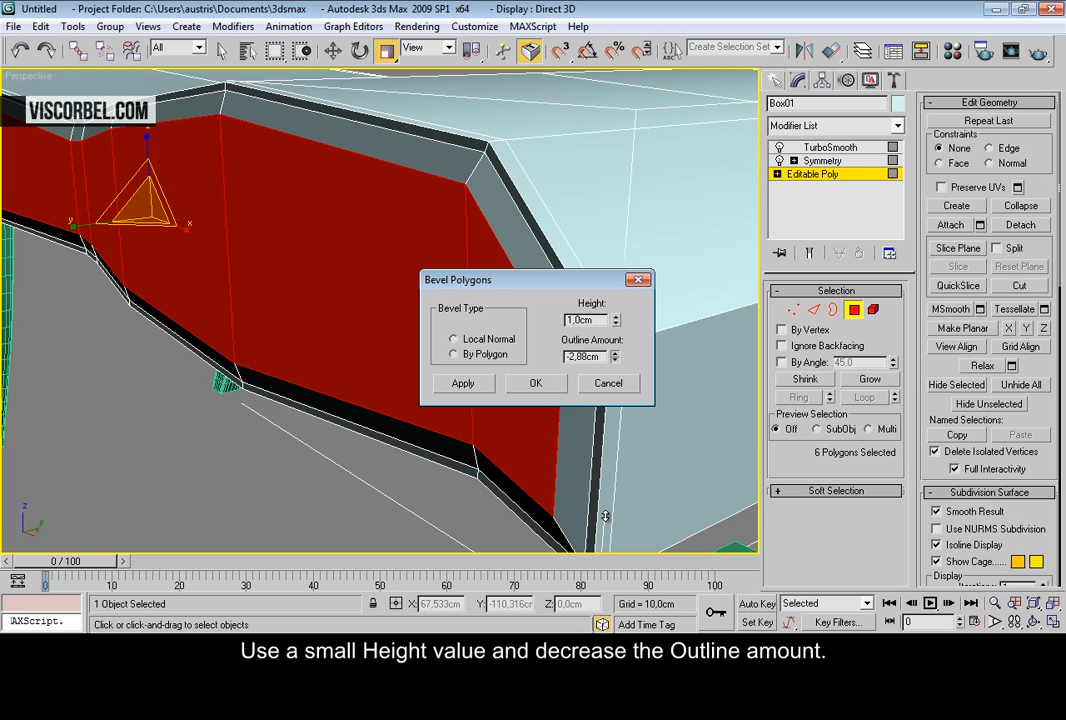 Untitled - Project Folder: C:\Users\austris\Documents\3dsmax - Autodesk 3ds Max 2009 SP1 x64 - Display : Direct 3D
File Edit Tools Group Views Create Modifiers Animation Graph Editors Rendering Customize MAXScript Help
All View Create Selection Set
Perspective
VISCORBEL.COM
z
y
x
Box01
Modifier List
TurboSmooth
Symmetry
Editable Poly
Selection
By Vertex
Ignore Backfacing
By Angle: 45,0
Shrink Grow
Ring Loop
Preview Selection
Off SubObj Multi
6 Polygons Selected
Soft Selection
Edit Geometry
Repeat Last
Constraints
None Edge
Face Normal
Preserve UVs
Create Collapse
Attach Detach
Slice Plane Split
Slice Reset Plane
QuickSlice Cut
MSmooth Tessellate
Make Planar X Y Z
View Align Grid Align
Relax
Hide Selected Unhide All
Hide Unselected
Named Selections:
Copy Paste
Delete Isolated Vertices
Full Interactivity
Subdivision Surface
Smooth Result
Use NURMS Subdivision
Isoline Display
Show Cage......
Display
Bevel Polygons
Bevel Type
Local Normal
By Polygon
Height:
1,0cm
Outline Amount:
-2,88cm
Apply OK Cancel
z
y
x
0 / 100
0 10 20 30 40 50 60 70 80 90 100
1 Object Selected X: 67,533cm Y: -110,316cm Z: 0,0cm Grid = 10,0cm Auto Key Selected
AXScript. Click or click-and-drag to select objects Add Time Tag Set Key Key Filters... 0
Use a small Height value and decrease the Outline amount.